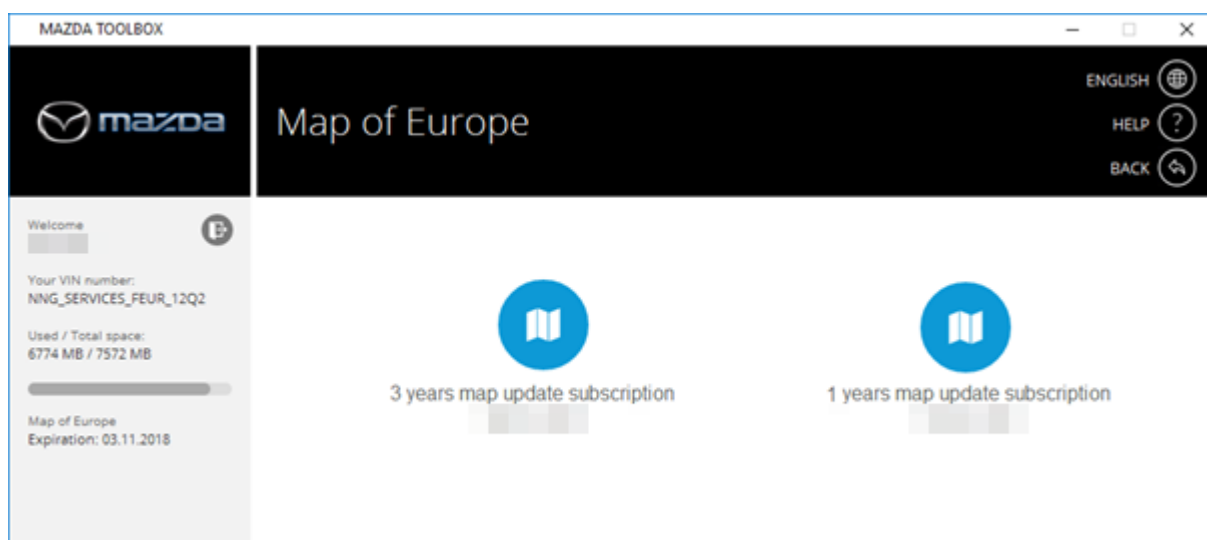 MAZDA TOOLBOX
mazda
Map of Europe
ENGLISH
HELP
BACK
Welcome
Your VIN number:
NNG_SERVICES_FEUR_12Q2
Used / Total space:
6774 MB / 7572 MB
Map of Europe
Expiration: 03.11.2018
3 years map update subscription
1 years map update subscription